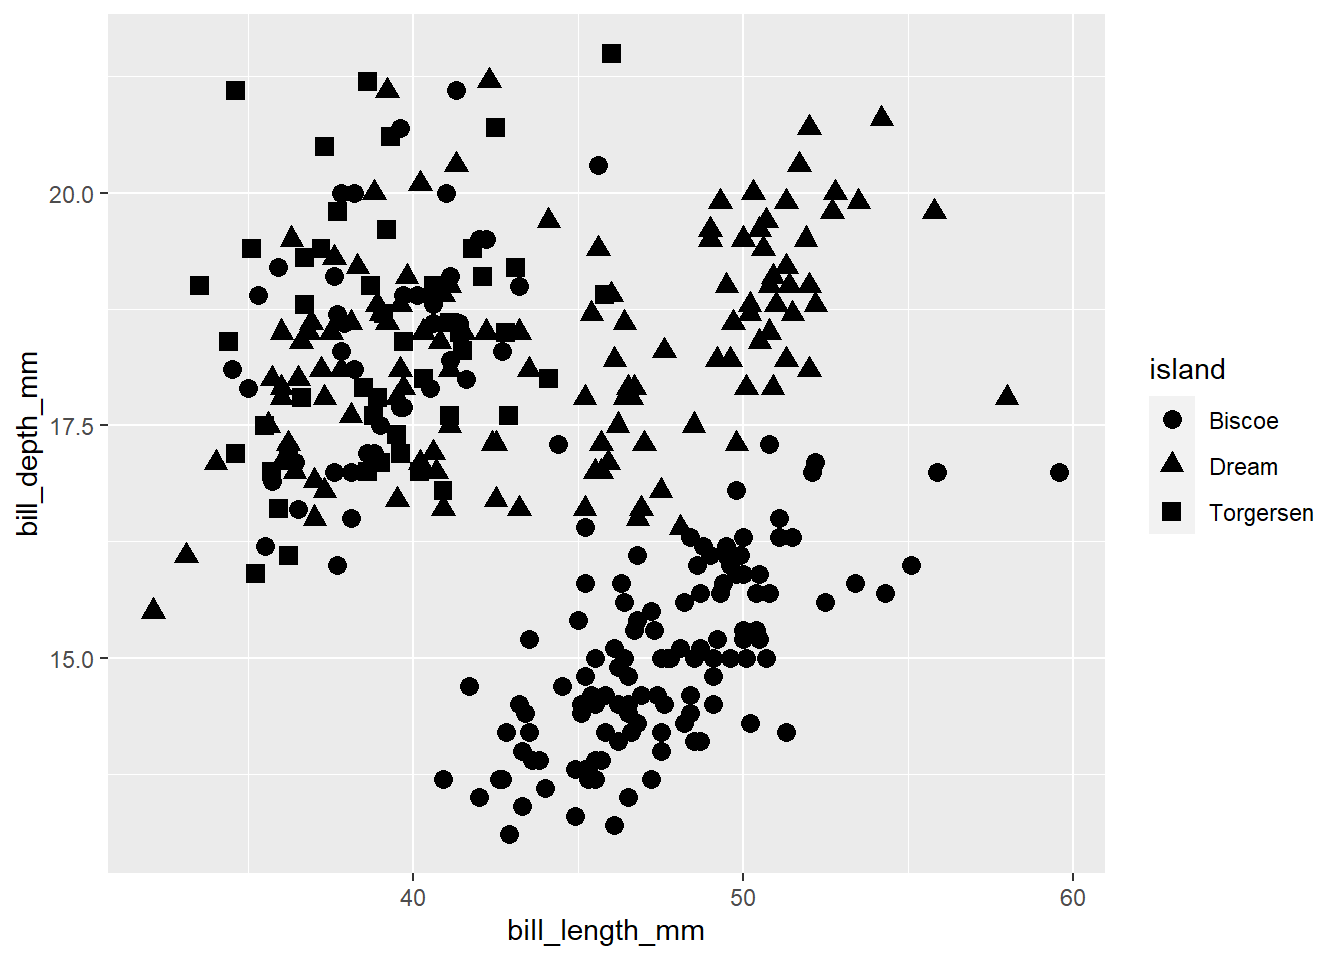 20.0
17.5
15.0
bill_depth_mm
40
50
60
bill_length_mm
island
Biscoe
Dream
Torgersen